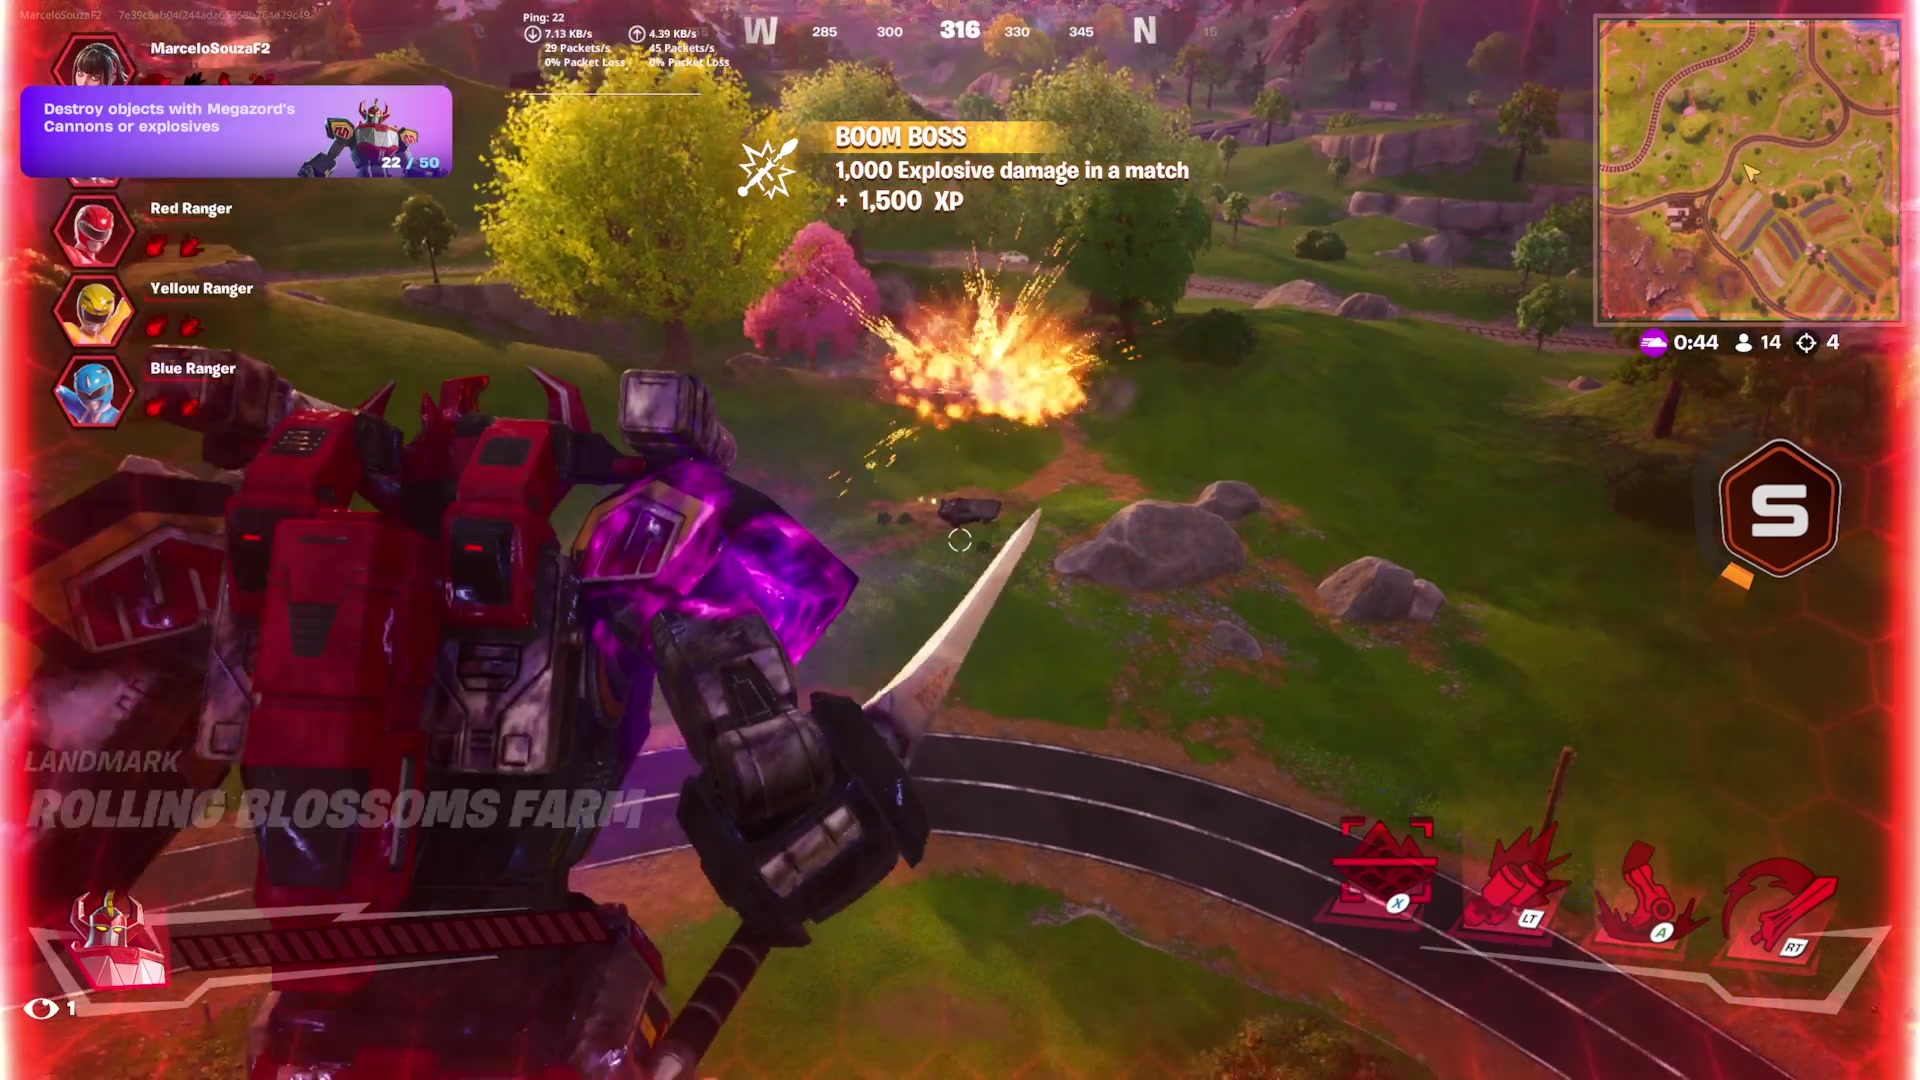 MarceloSouzaF2
Ping: 22
7.13 KB/s
4.39 KB/s
29 Packets/s
45 Packets/s
0% Packet Loss
0% Packet Loss
W
285
300
316
330
345
N
15
MarceloSouzaF2
Destroy objects with Megazord's
Cannons or explosives
22 / 50
BOOM BOSS
1,000 Explosive damage in a match
+ 1,500 XP
Red Ranger
Yellow Ranger
Blue Ranger
0:44
14
4
S
LANDMARK
ROLLING BLOSSOMS FARM
X
LT
A
RT
1